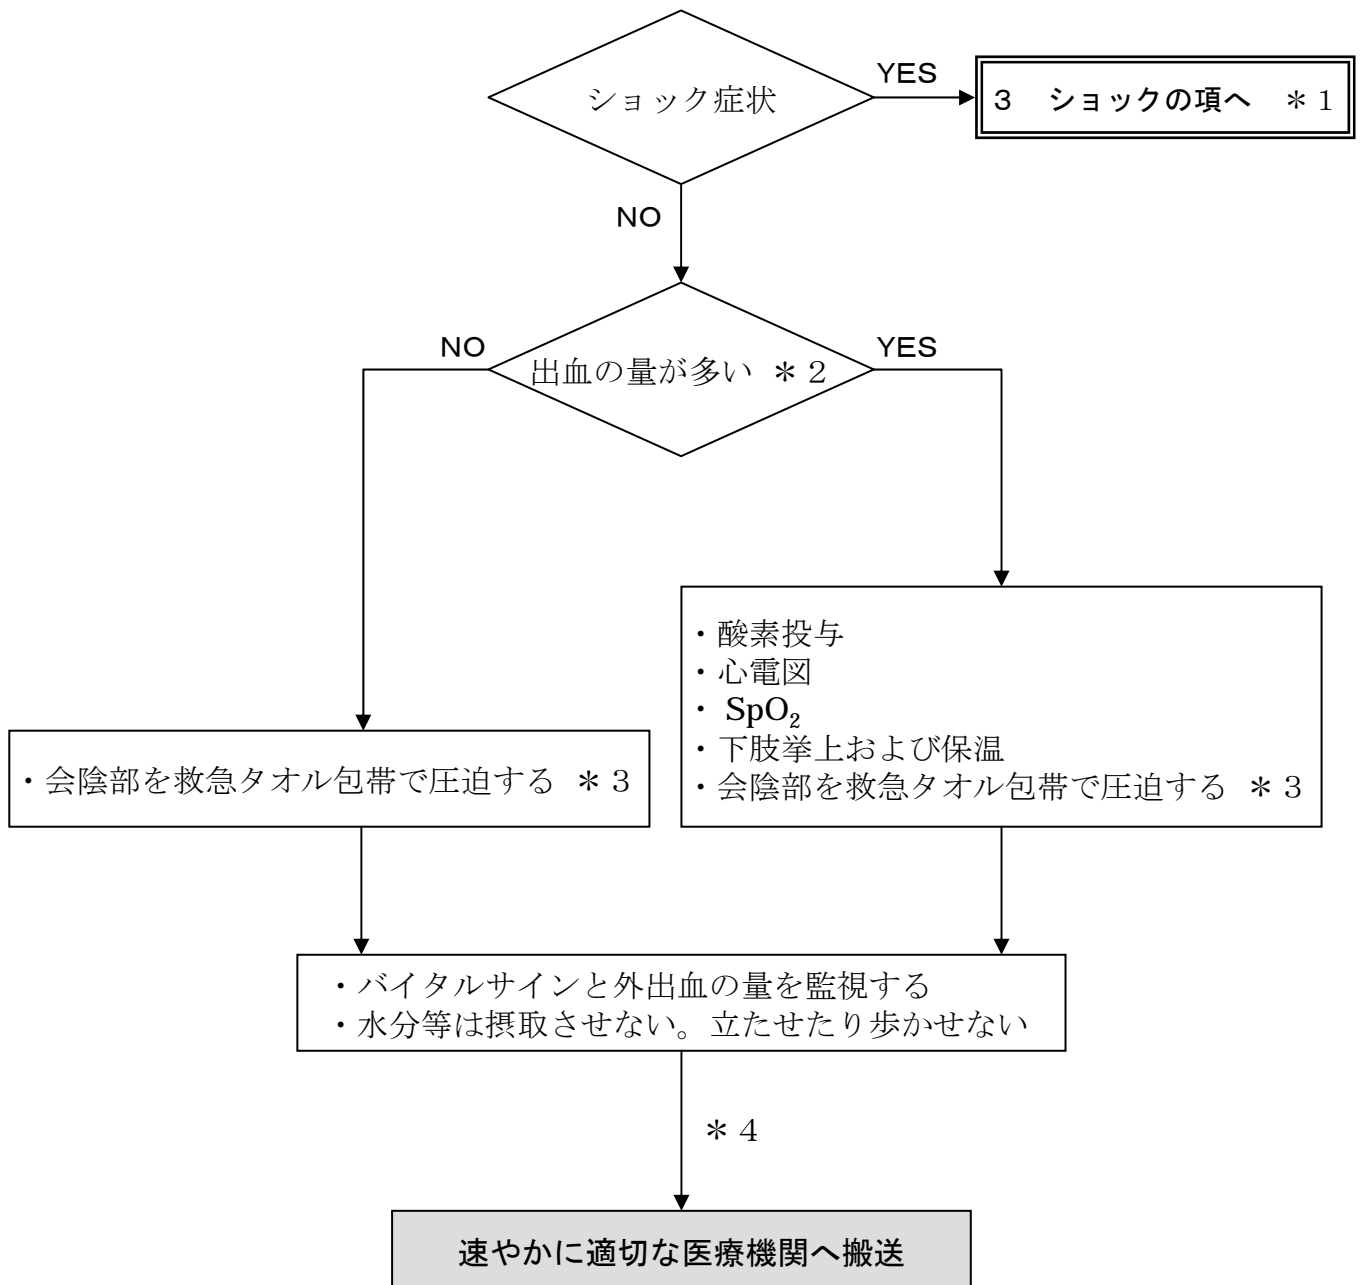 ショック症状
YES
３　ショックの項へ　＊１
NO
出血の量が多い ＊２
NO
YES
・酸素投与
・心電図
・ SpO₂
・下肢挙上および保温
・会陰部を救急タオル包帯で圧迫する ＊３
・会陰部を救急タオル包帯で圧迫する ＊３
・バイタルサインと外出血の量を監視する
・水分等は摂取させない。立たせたり歩かせない
＊４
速やかに適切な医療機関へ搬送